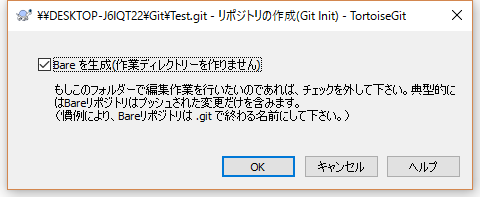 ¥¥DESKTOP-J6IQT22¥Git¥Test.git - リポジトリの作成(Git Init) - TortoiseGit
Bare を生成(作業ディレクトリーを作りません)
もしこのフォルダーで編集作業を行いたいのであれば、チェックを外して下さい。典型的に
はBareリポジトリはプッシュされた変更だけを含みます。
(慣例により、Bareリポジトリは .git で終わる名前にして下さい。)
OK
キャンセル
ヘルプ